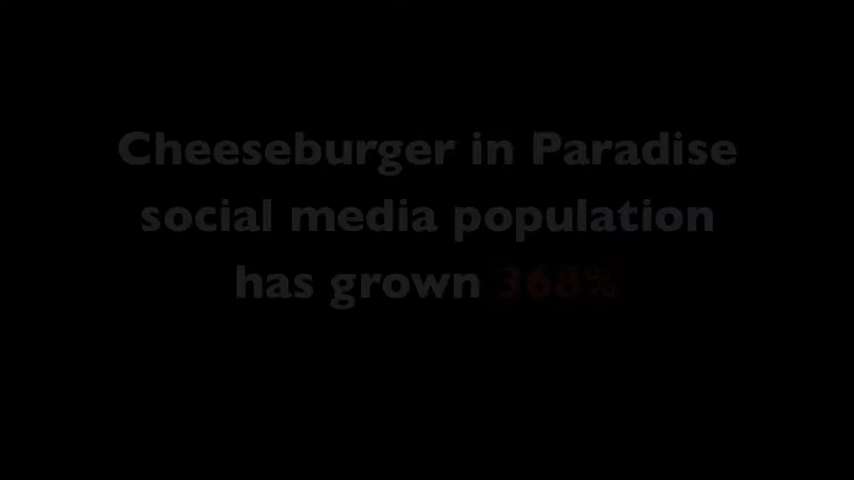 Cheeseburger in Paradise
social media population
has grown 368%